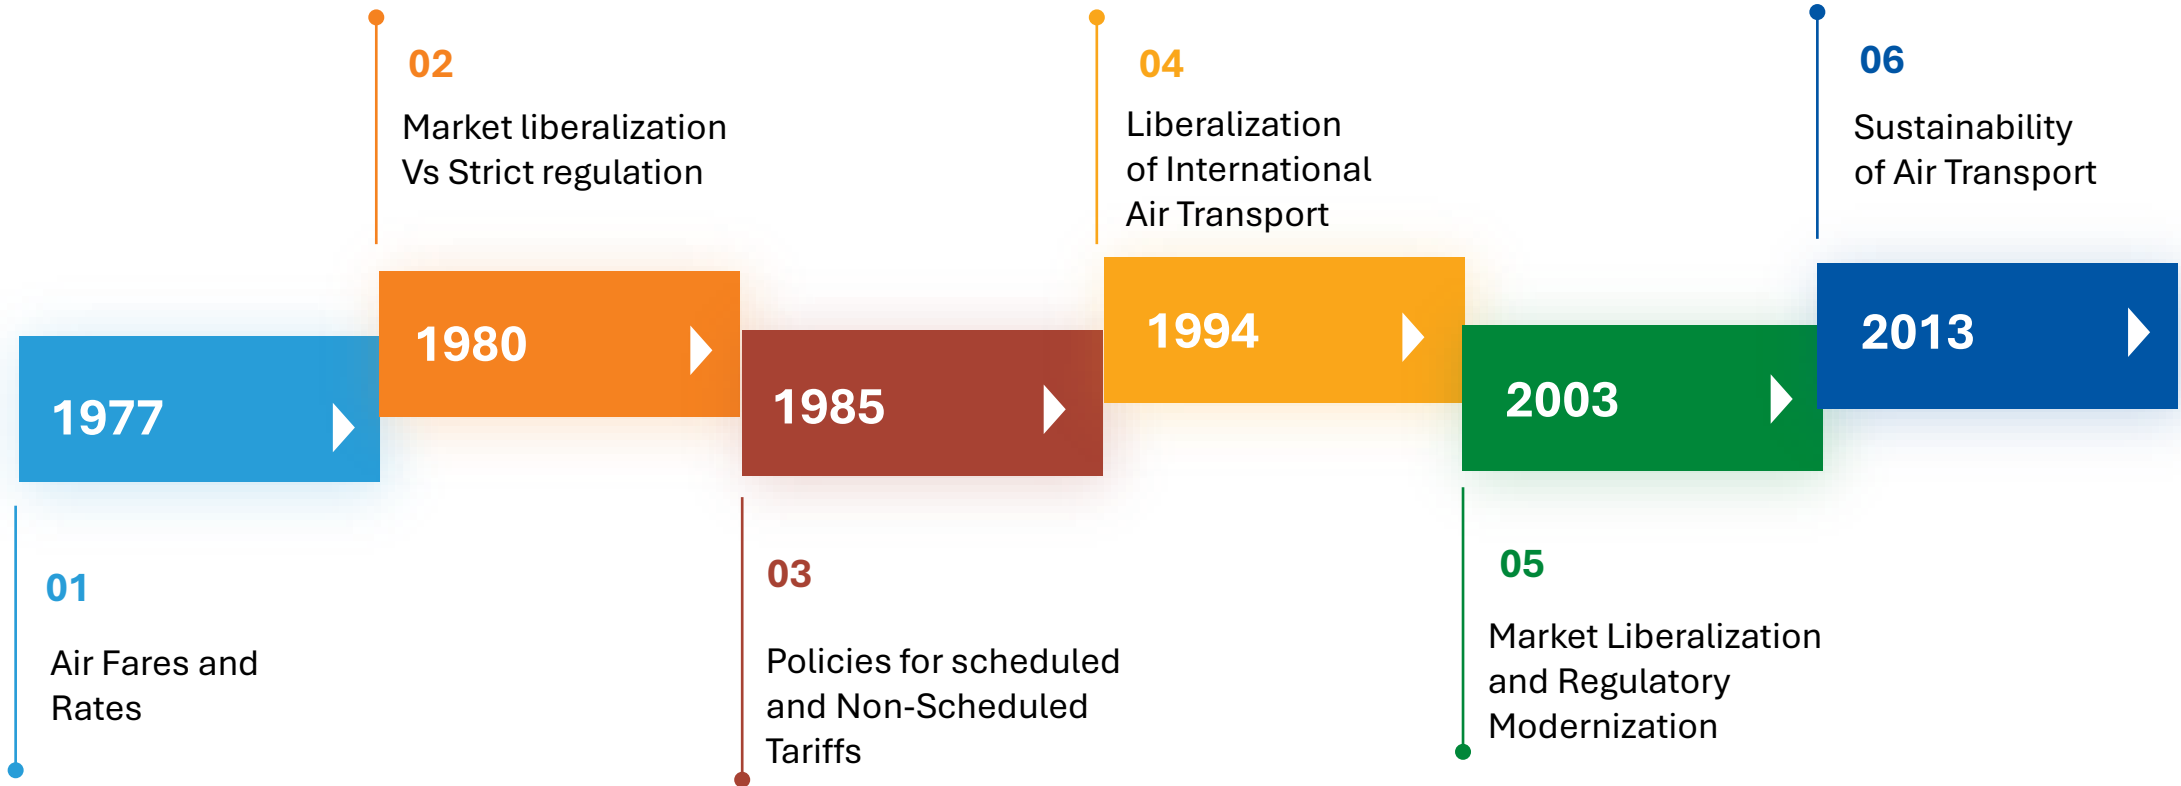 1977
01
Air Fares and
Rates
1980
02
Market liberalization
Vs Strict regulation
1985
03
Policies for scheduled
and Non-Scheduled
Tariffs
1994
04
Liberalization
of International
Air Transport
2003
05
Market Liberalization
and Regulatory
Modernization
2013
06
Sustainability
of Air Transport